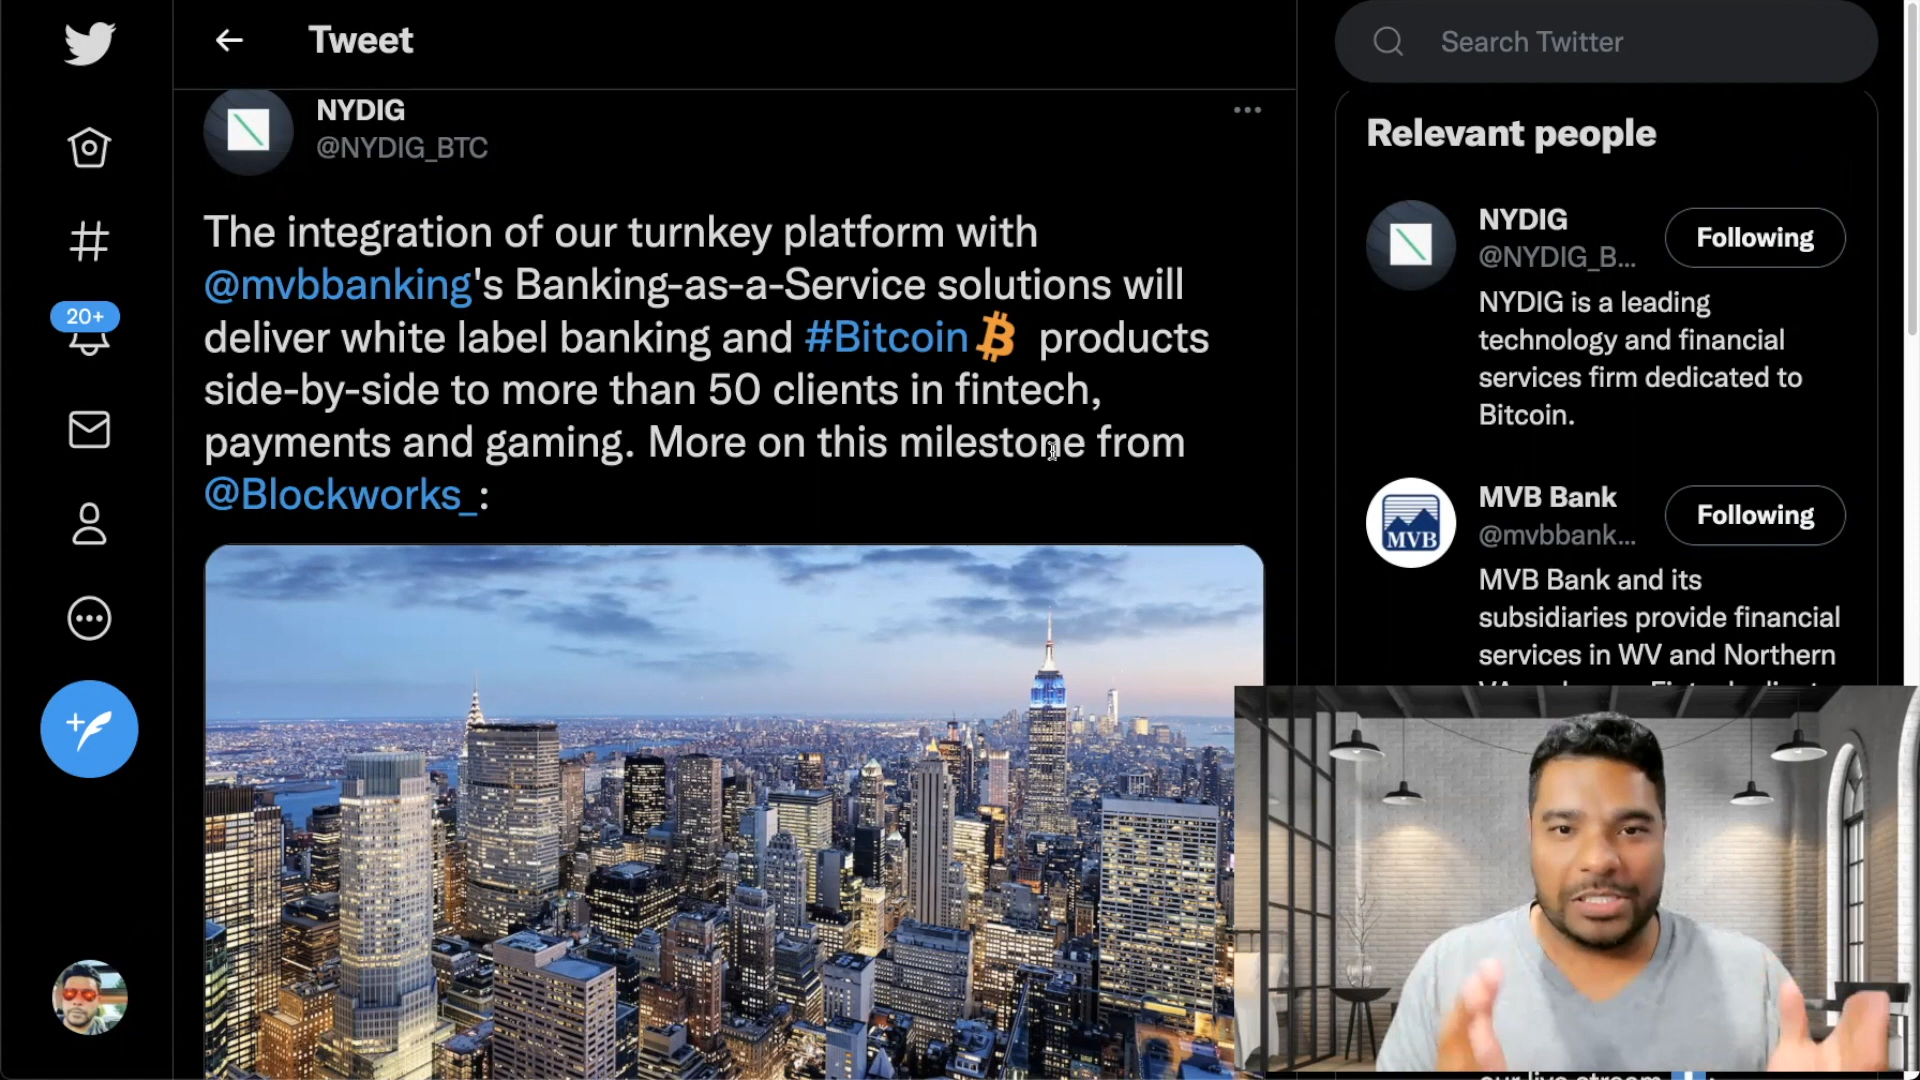 Tweet
NYDIG
@NYDIG_BTC
The integration of our turnkey platform with
@mvbbanking's Banking-as-a-Service solutions will
deliver white label banking and #Bitcoin products
side-by-side to more than 50 clients in fintech,
payments and gaming. More on this milestone from
@Blockworks_:
20+
Search Twitter
Relevant people
NYDIG
@NYDIG_B...
Following
NYDIG is a leading
technology and financial
services firm dedicated to
Bitcoin.
MVB
MVB Bank
@mvbbank...
Following
MVB Bank and its
subsidiaries provide financial
services in WV and Northern
our live stream